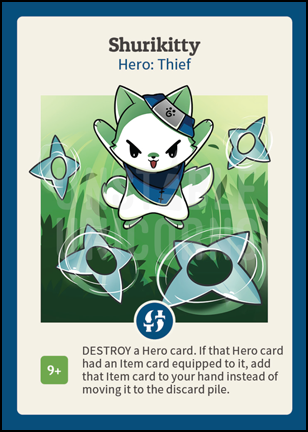 Shurikitty
Hero: Thief
9+
DESTROY a Hero card. If that Hero card
had an Item card equipped to it, add
that Item card to your hand instead of
moving it to the discard pile.